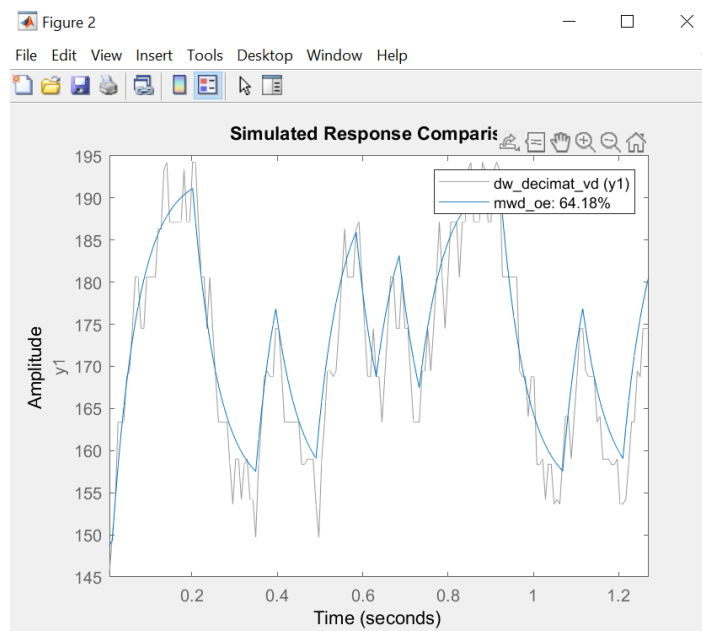 Figure 2
File Edit View Insert Tools Desktop Window Help
Simulated Response Comparis
195
190
185
180
175
170
165
160
155
150
145
Amplitude
y1
dw_decimat_vd (y1)
mwd_oe: 64.18%
0.2 0.4 0.6 0.8 1 1.2
Time (seconds)